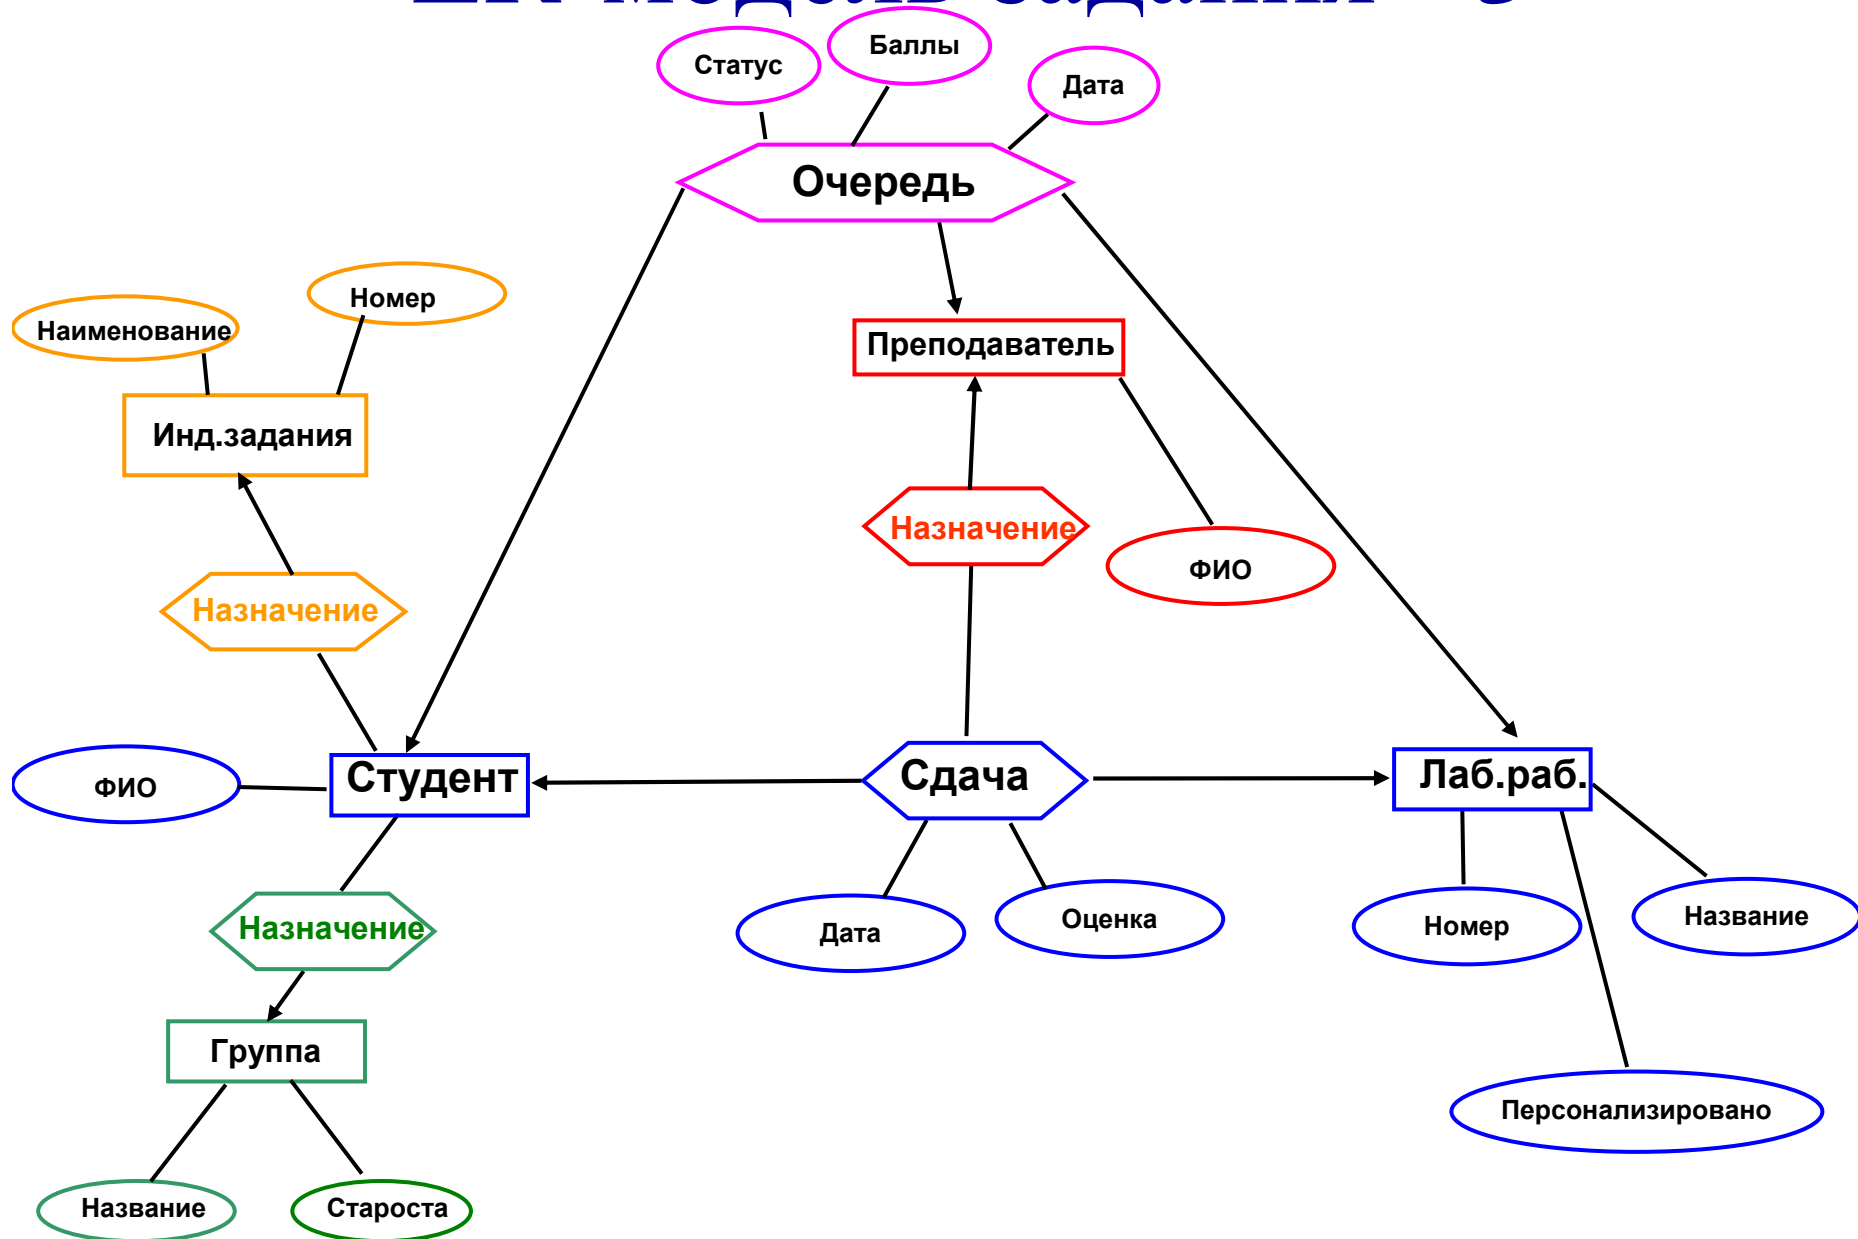 Баллы
Статус
Дата
Очередь
Номер
Наименование
Преподаватель
Инд.задания
Назначение
ФИО
Назначение
Студент
Сдача
Лаб.раб.
ФИО
Название
Оценка
Номер
Назначение
Дата
Группа
Персонализировано
Название
Староста